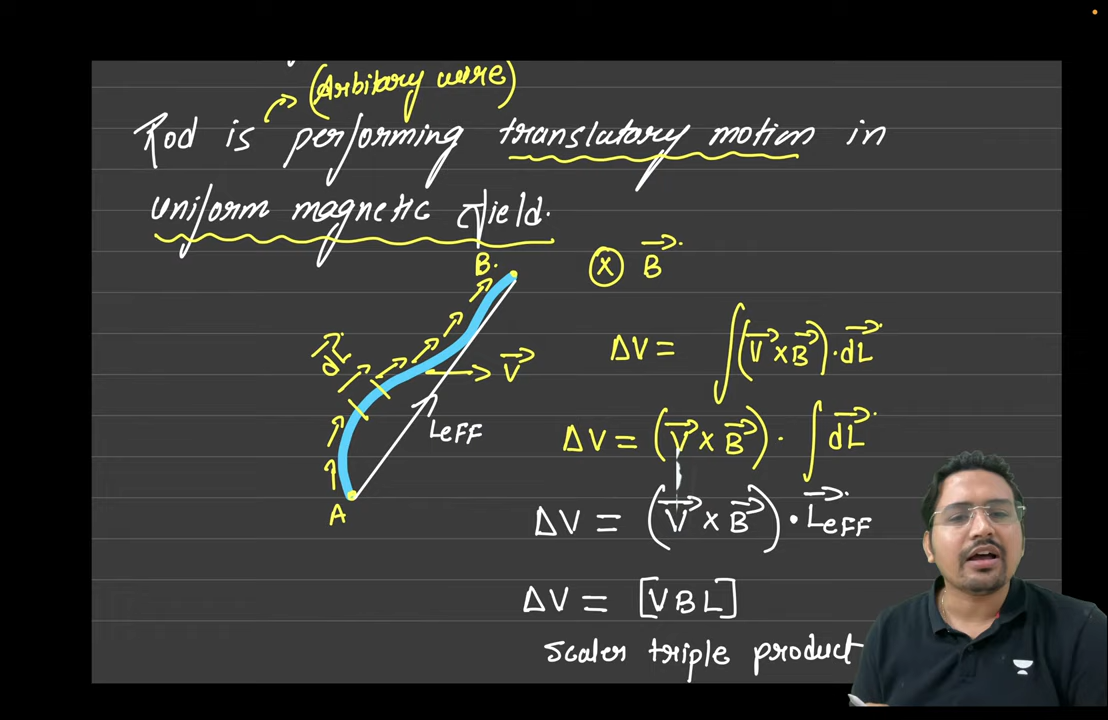 (Arbitary wire)
Rod is performing translatory motion in
uniform magnetic field.
B.
(x) B⃗
dL⃗
ΔV = ∫(V⃗ x B⃗) · dL⃗
V⃗
LEFF
ΔV = (V⃗ x B⃗) · ∫ dL⃗
A
ΔV = (V⃗ x B⃗) · L⃗EFF
ΔV = [V B L]
scaler triple product